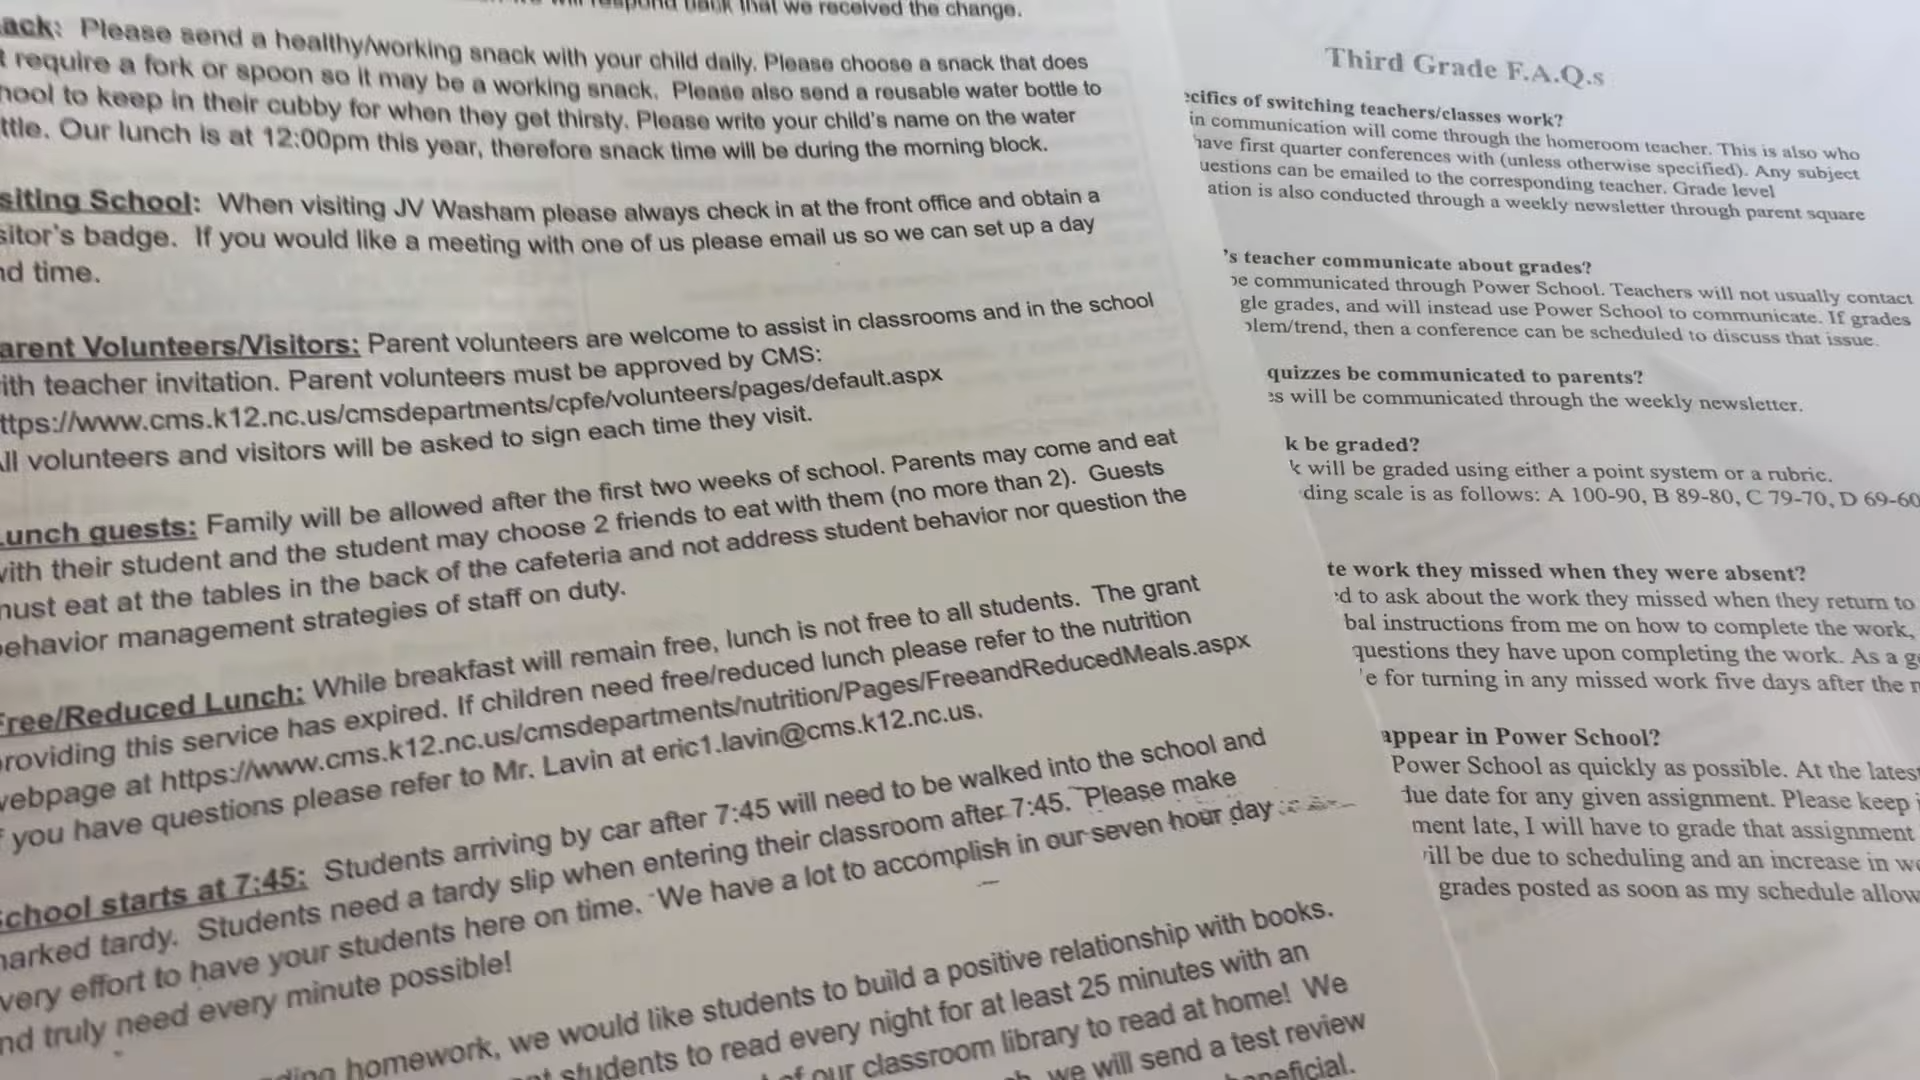 that we received the change.
ack: Please send a healthy/working snack with your child daily. Please choose a snack that does
t require a fork or spoon so it may be a working snack. Please also send a reusable water bottle to
hool to keep in their cubby for when they get thirsty. Please write your child's name on the water
ttle. Our lunch is at 12:00pm this year, therefore snack time will be during the morning block.
siting School: When visiting JV Washam please always check in at the front office and obtain a
sitor's badge. If you would like a meeting with one of us please email us so we can set up a day
nd time.
arent Volunteers/Visitors: Parent volunteers are welcome to assist in classrooms and in the school
ith teacher invitation. Parent volunteers must be approved by CMS:
ttps://www.cms.k12.nc.us/cmsdepartments/cpfe/volunteers/pages/default.aspx
ll volunteers and visitors will be asked to sign each time they visit.
unch guests: Family will be allowed after the first two weeks of school. Parents may come and eat
with their student and the student may choose 2 friends to eat with them (no more than 2). Guests
must eat at the tables in the back of the cafeteria and not address student behavior nor question the
behavior management strategies of staff on duty.
Free/Reduced Lunch: While breakfast will remain free, lunch is not free to all students. The grant
providing this service has expired. If children need free/reduced lunch please refer to the nutrition
webpage at https://www.cms.k12.nc.us/cmsdepartments/nutrition/Pages/FreeandReducedMeals.aspx
f you have questions please refer to Mr. Lavin at eric1.lavin@cms.k12.nc.us.
School starts at 7:45: Students arriving by car after 7:45 will need to be walked into the school and
marked tardy. Students need a tardy slip when entering their classroom after 7:45. Please make
very effort to have your students here on time. We have a lot to accomplish in our seven hour day
nd truly need every minute possible!
homework, we would like students to build a positive relationship with books.
students to read every night for at least 25 minutes with an
of our classroom library to read at home! We
we will send a test review
beneficial.
Third Grade F.A.Q.s
ecifics of switching teachers/classes work?
in communication will come through the homeroom teacher. This is also who
have first quarter conferences with (unless otherwise specified). Any subject
uestions can be emailed to the corresponding teacher. Grade level
ation is also conducted through a weekly newsletter through parent square
's teacher communicate about grades?
be communicated through Power School. Teachers will not usually contact
gle grades, and will instead use Power School to communicate. If grades
blem/trend, then a conference can be scheduled to discuss that issue.
quizzes be communicated to parents?
es will be communicated through the weekly newsletter.
k be graded?
k will be graded using either a point system or a rubric.
ding scale is as follows: A 100-90, B 89-80, C 79-70, D 69-60
te work they missed when they were absent?
ed to ask about the work they missed when they return to
bal instructions from me on how to complete the work,
questions they have upon completing the work. As a g
e for turning in any missed work five days after the
appear in Power School?
Power School as quickly as possible. At the latest
due date for any given assignment. Please keep
ment late, I will have to grade that assignment
ill be due to scheduling and an increase in wo
grades posted as soon as my schedule allow